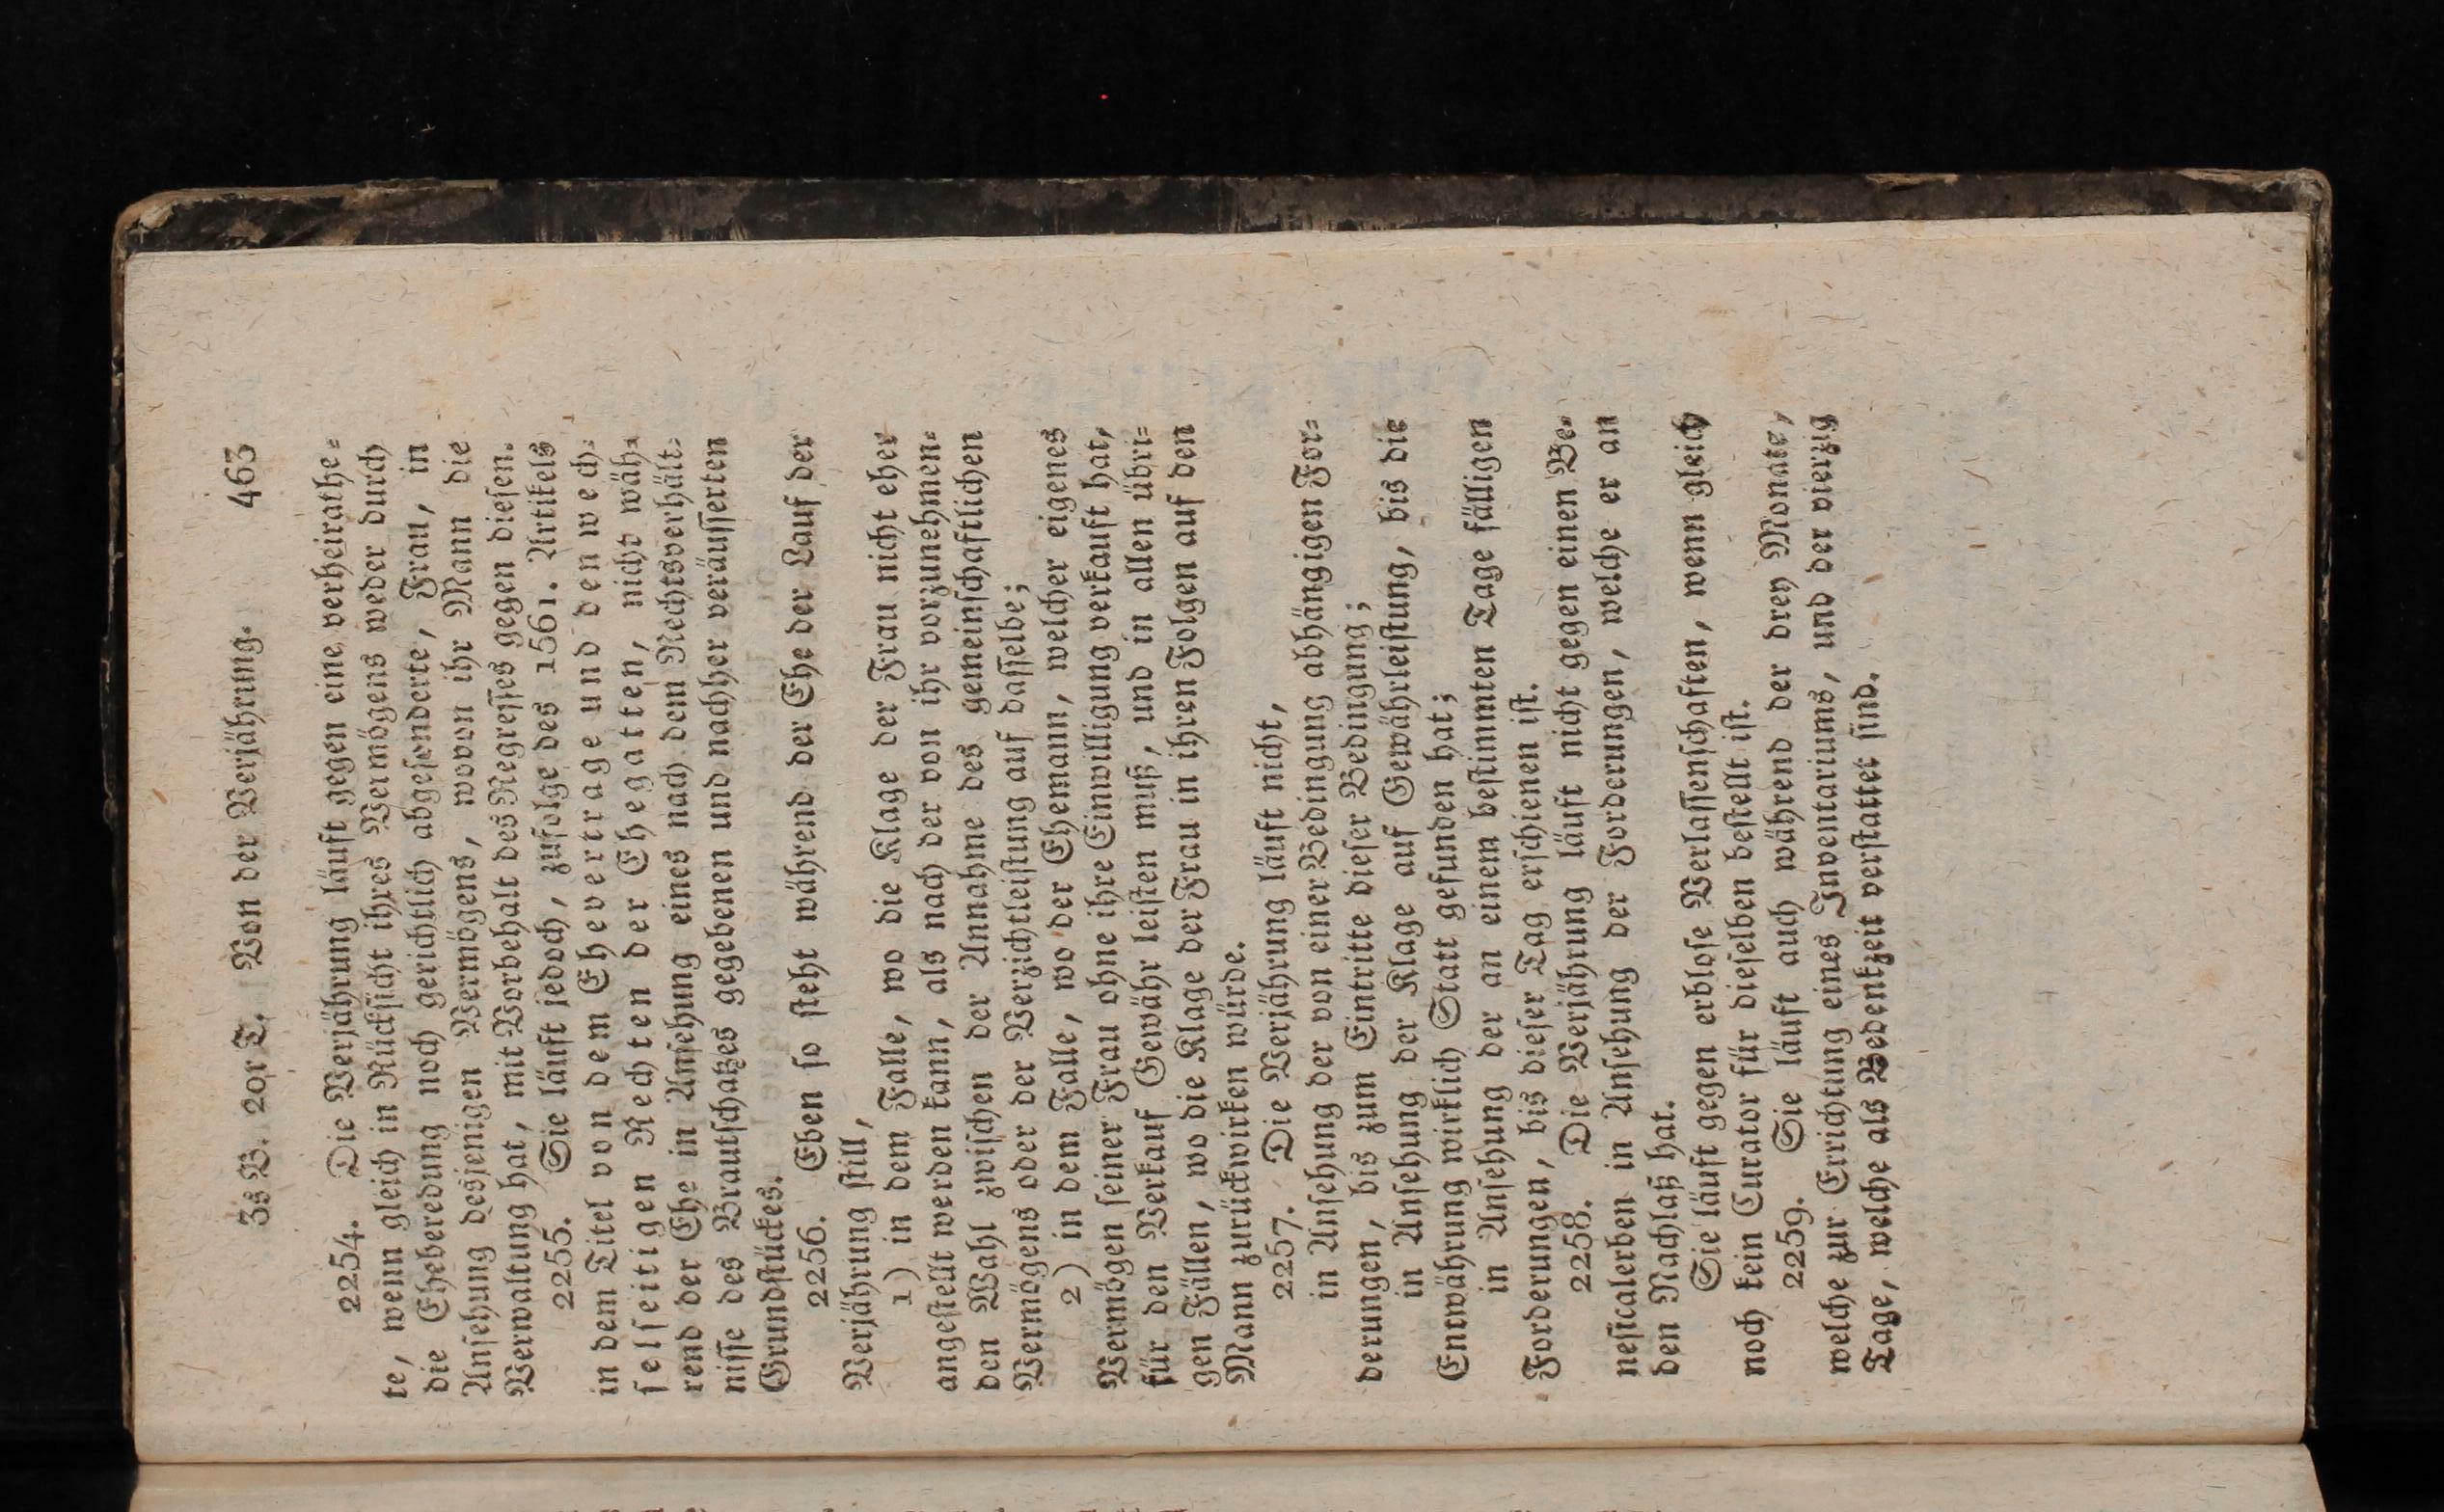 3s B. 20r T. Von der Verjährung. 463
2254. Die Verjährung läuft gegen eine verheirathe-
te, wenn gleich in Rücksicht ihres Vermögens weder durch
die Eheberedung noch gerichtlich abgesonderte, Frau, in
Ansehung desjenigen Vermögens, wovon ihr Mann die
Verwaltung hat, mit Vorbehalt des Regresses gegen diesen.
2255. Sie läuft jedoch, zufolge des 1561. Artikels
in dem Titel von dem Ehevertrage und den wech-
selseitigen Rechten der Ehegatten, nicht wäh-
rend der Ehe in Ansehung eines nach dem Rechtsverhält-
nisse des Brautschatzes gegebenen und nachher veräusserten
Grundstückes.
2256. Eben so steht während der Ehe der Lauf der
Verjährung still,
1) in dem Falle, wo die Klage der Frau nicht eher
angestellt werden kann, als nach der von ihr vorzunehmen-
den Wahl zwischen der Annahme des gemeinschaftlichen
Vermögens oder der Verzichtleistung auf dasselbe;
2) in dem Falle, wo der Ehemann, welcher eigenes
Vermögen seiner Frau ohne ihre Einwilligung verkauft hat,
für den Verkauf Gewähr leisten muß, und in allen übri-
gen Fällen, wo die Klage der Frau in ihren Folgen auf den
Mann zurückwirken würde.
2257. Die Verjährung läuft nicht,
in Ansehung der von einer Bedingung abhängigen For-
derungen, bis zum Eintritte dieser Bedingung;
in Ansehung der Klage auf Gewährleistung, bis die
Entwährung wirklich Statt gefunden hat;
in Ansehung der an einem bestimmten Tage fälligen
Forderungen, bis dieser Tag erschienen ist.
2258. Die Verjährung läuft nicht gegen einen Be-
neficalerben in Ansehung der Forderungen, welche er an
den Nachlaß hat.
Sie läuft gegen erblose Verlassenschaften, wenn gleich
noch kein Curator für dieselben bestellt ist.
2259. Sie läuft auch während der drey Monate,
welche zur Errichtung eines Inventariums, und der vierzig
Tage, welche als Bedenkzeit verstattet sind.